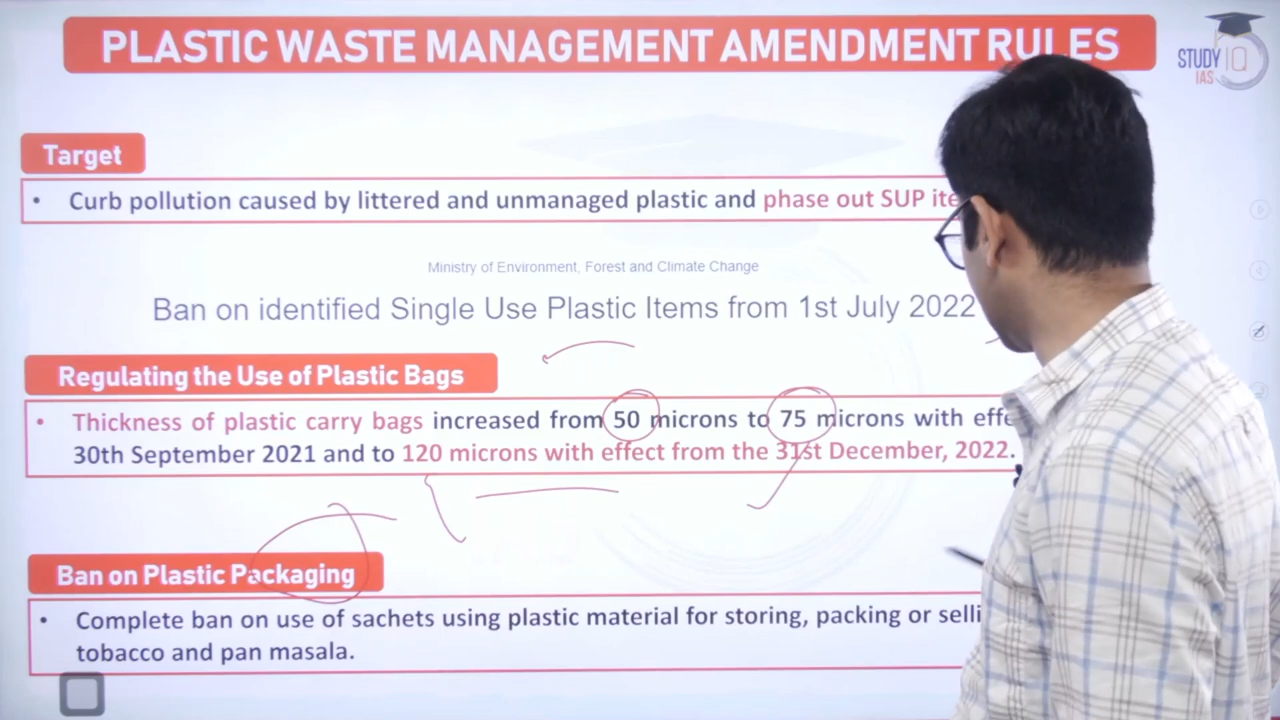 PLASTIC WASTE MANAGEMENT AMENDMENT RULES
STUDY IQ
IAS
Target
• Curb pollution caused by littered and unmanaged plastic and phase out SUP ite
Ministry of Environment, Forest and Climate Change
Ban on identified Single Use Plastic Items from 1st July 2022
Regulating the Use of Plastic Bags
• Thickness of plastic carry bags increased from 50 microns to 75 microns with effe
30th September 2021 and to 120 microns with effect from the 31st December, 2022.
Ban on Plastic Packaging
• Complete ban on use of sachets using plastic material for storing, packing or selli
tobacco and pan masala.